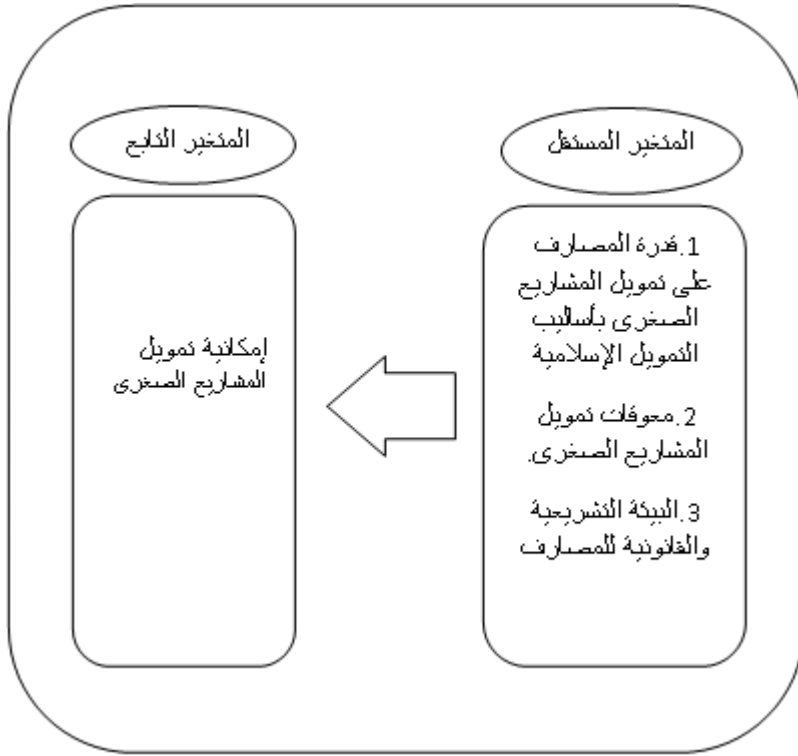 المتغير المستقل
1.قدرة المصارف
على تمويل المشاريع
الصغرى بأساليب
التمويل الإسلامية
2.معوقات تمويل
المشاريع الصغرى.
3.البيئة التشريعية
والقانونية للمصارف
المتغير التابع
إمكانية تمويل
المشاريع الصغرى